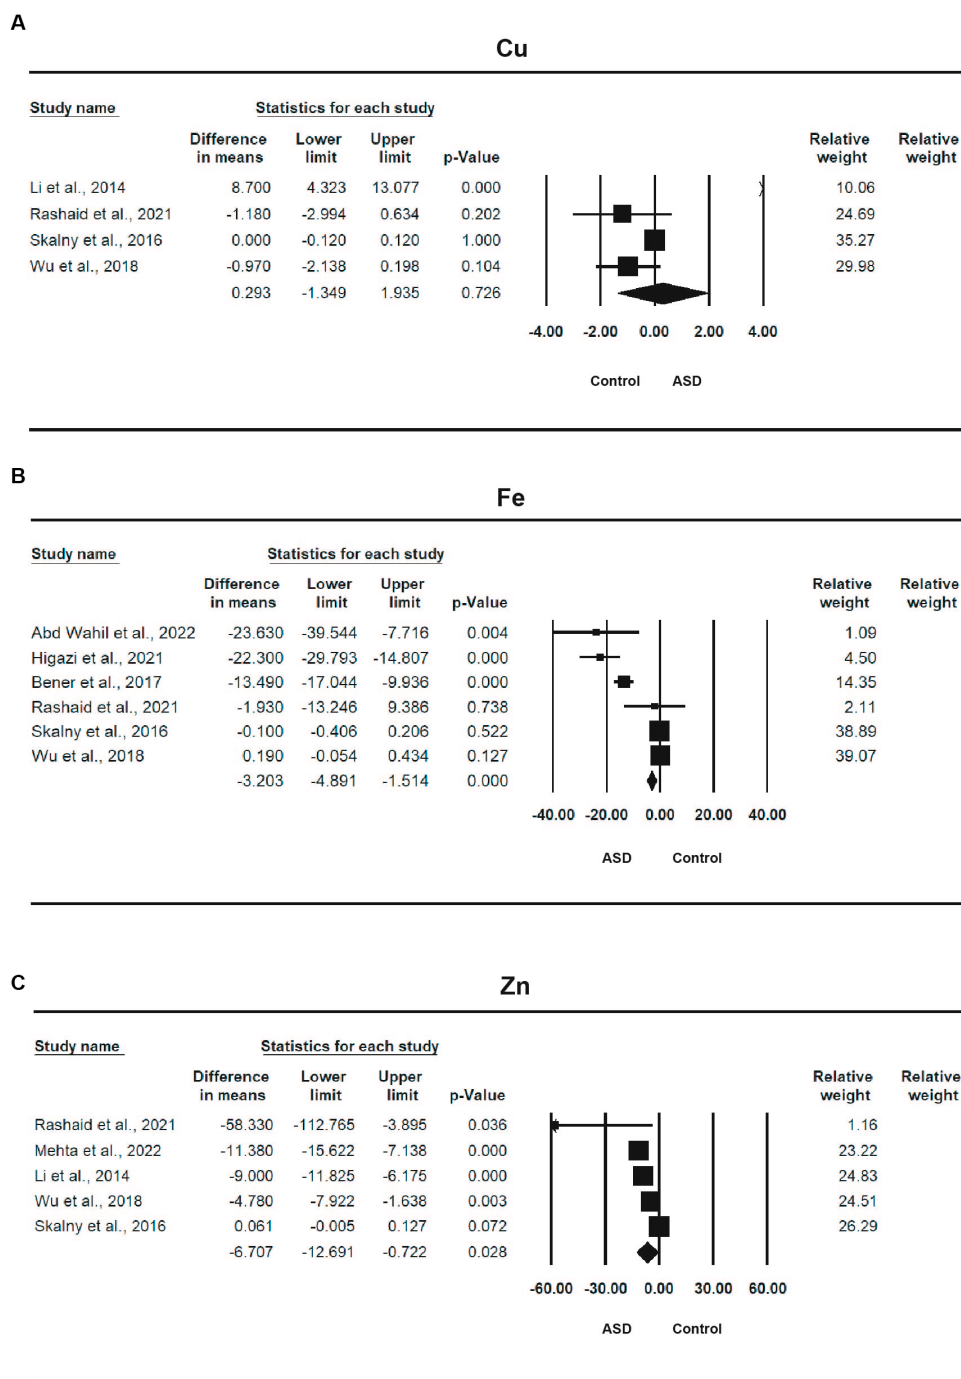 A
Cu
Study name Statistics for each study
Difference Lower Upper Relative Relative
in means limit limit p-Value weight weight
Li et al., 2014 8.700 4.323 13.077 0.000 10.06
Rashaid et al., 2021 -1.180 -2.994 0.634 0.202 24.69
Skalny et al., 2016 0.000 -0.120 0.120 1.000 35.27
Wu et al., 2018 -0.970 -2.138 0.198 0.104 29.98
0.293 -1.349 1.935 0.726
-4.00 -2.00 0.00 2.00 4.00
Control ASD
B
Fe
Study name Statistics for each study
Difference Lower Upper Relative Relative
in means limit limit p-Value weight weight
Abd Wahil et al., 2022 -23.630 -39.544 -7.716 0.004 1.09
Higazi et al., 2021 -22.300 -29.793 -14.807 0.000 4.50
Bener et al., 2017 -13.490 -17.044 -9.936 0.000 14.35
Rashaid et al., 2021 -1.930 -13.246 9.386 0.738 2.11
Skalny et al., 2016 -0.100 -0.406 0.206 0.522 38.89
Wu et al., 2018 0.190 -0.054 0.434 0.127 39.07
-3.203 -4.891 -1.514 0.000
-40.00 -20.00 0.00 20.00 40.00
ASD Control
C
Zn
Study name Statistics for each study
Difference Lower Upper Relative Relative
in means limit limit p-Value weight weight
Rashaid et al., 2021 -58.330 -112.765 -3.895 0.036 1.16
Mehta et al., 2022 -11.380 -15.622 -7.138 0.000 23.22
Li et al., 2014 -9.000 -11.825 -6.175 0.000 24.83
Wu et al., 2018 -4.780 -7.922 -1.638 0.003 24.51
Skalny et al., 2016 0.061 -0.005 0.127 0.072 26.29
-6.707 -12.691 -0.722 0.028
-60.00 -30.00 0.00 30.00 60.00
ASD Control